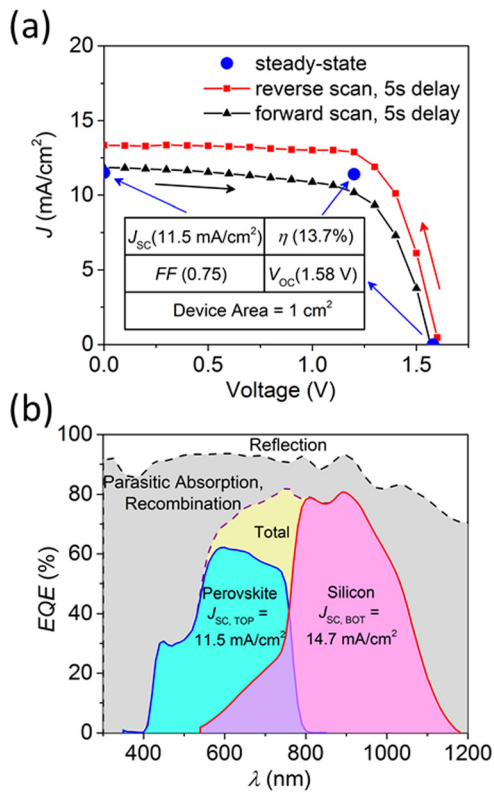 (a)
20
15
10
5
0
J (mA/cm²)
steady-state
reverse scan, 5s delay
forward scan, 5s delay
J_SC(11.5 mA/cm²) η (13.7%)
FF (0.75) V_OC(1.58 V)
Device Area = 1 cm²
0.0 0.5 1.0 1.5
Voltage (V)
(b)
100
80
60
40
20
0
EQE (%)
Reflection
Parasitic Absorption,
Recombination
Total
Perovskite
J_SC, TOP =
11.5 mA/cm²
Silicon
J_SC, BOT =
14.7 mA/cm²
400 600 800 1000 1200
λ (nm)